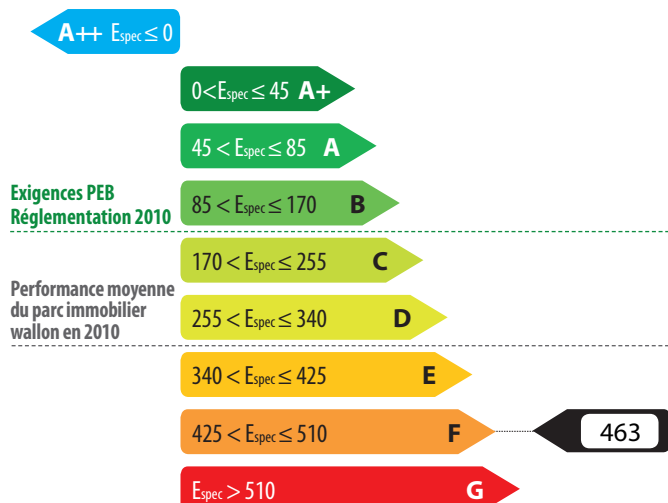 A++ Espec ≤ 0
0<Espec ≤ 45 A+
45 < Espec ≤ 85 A
Exigences PEB
Réglementation 2010
85 < Espec ≤ 170 B
170 < Espec ≤ 255 C
Performance moyenne
du parc immobilier
wallon en 2010
255 < Espec ≤ 340 D
340 < Espec ≤ 425 E
425 < Espec ≤ 510 F
463
Espec > 510 G